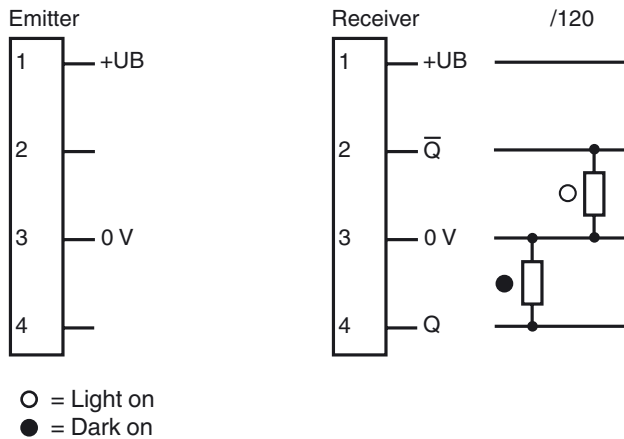 Emitter
1 +UB
2
3 0 V
4
Receiver /120
1 +UB
2 Q̅
3 0 V
4 Q
= Light on
= Dark on